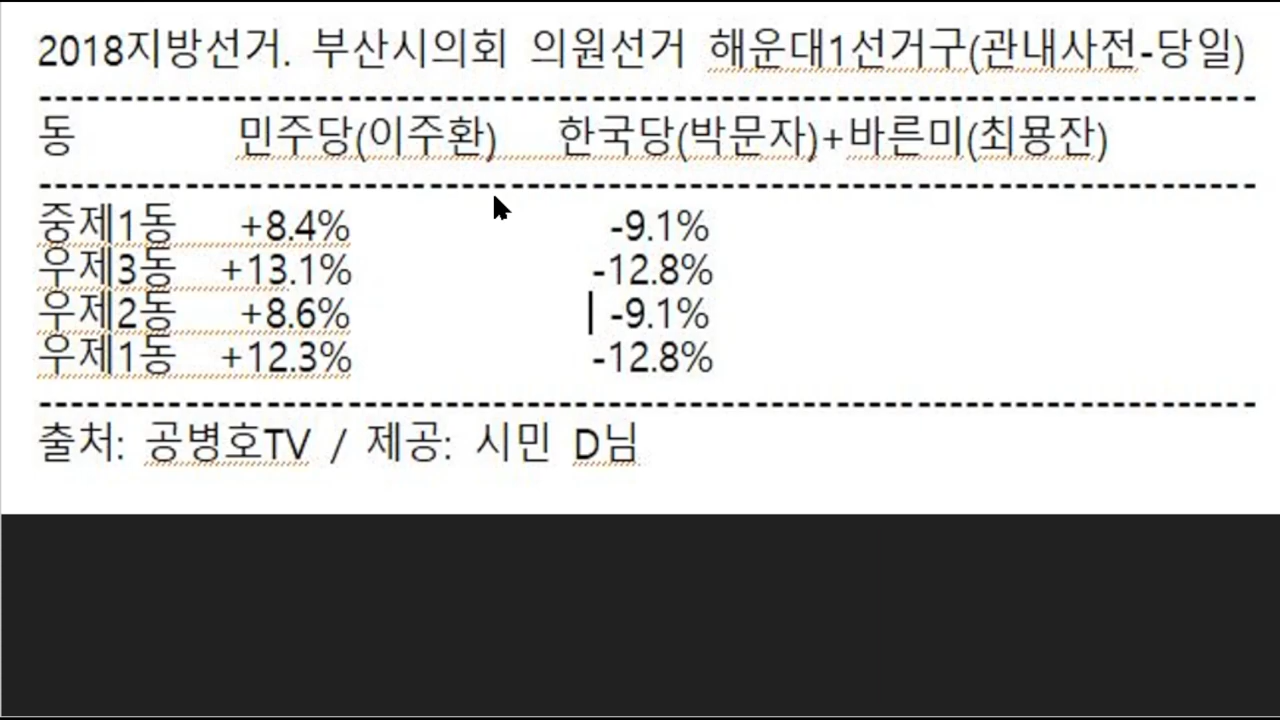 2018지방선거. 부산시의회 의원선거 해운대1선거구(관내사전-당일)
동 민주당(이주환) 한국당(박문자)+바른미(최묭잔)
중제1동 +8.4% -9.1%
우제3동 +13.1% -12.8%
우제2동 +8.6% -9.1%
우제1동 +12.3% -12.8%
출처: 공병호TV / 제공: 시민 D님